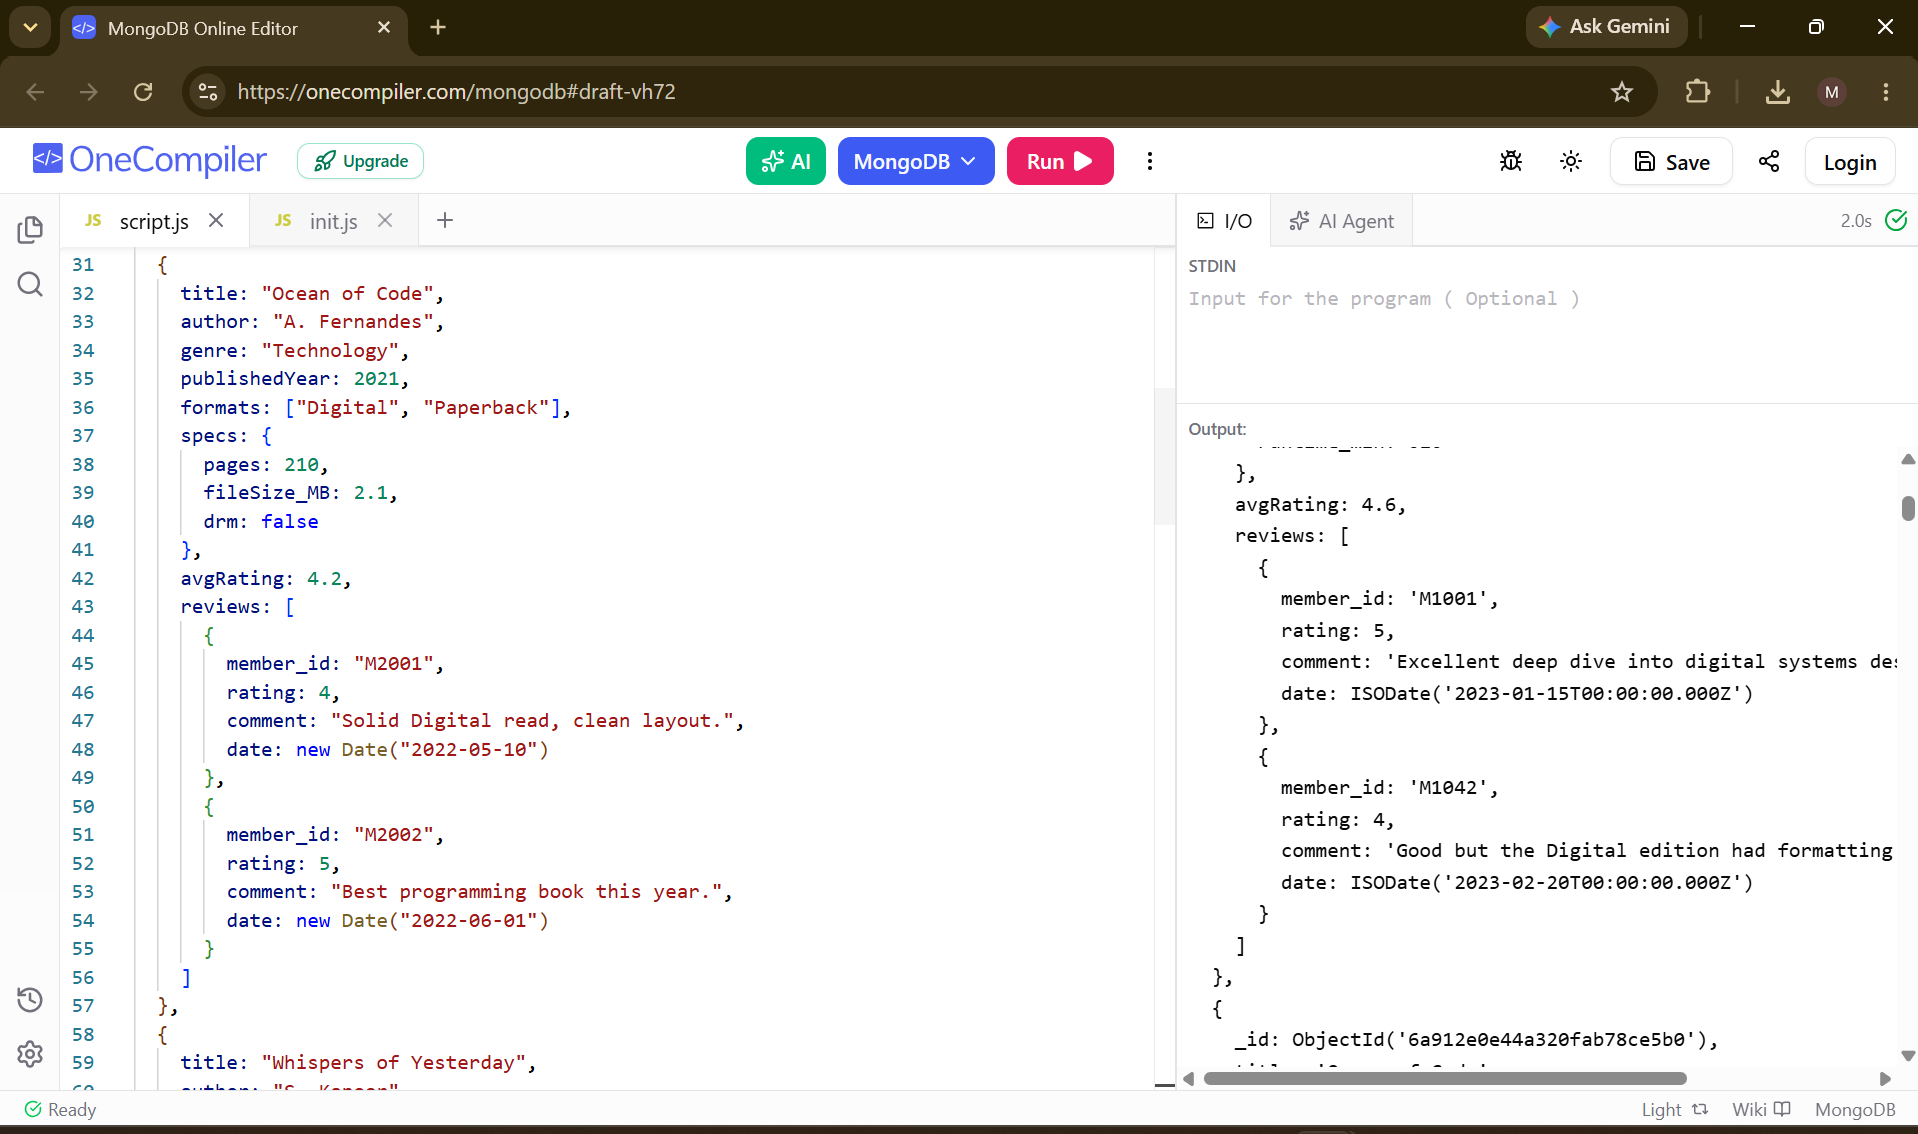 MongoDB Online Editor
Ask Gemini
https://onecompiler.com/mongodb#draft-vh72
M
</> OneCompiler
Upgrade
AI
MongoDB
Run
Save
Login
JS script.js
JS init.js
I/O
AI Agent
2.0s
31 {
32 title: "Ocean of Code",
33 author: "A. Fernandes",
34 genre: "Technology",
35 publishedYear: 2021,
36 formats: ["Digital", "Paperback"],
37 specs: {
38 pages: 210,
39 fileSize_MB: 2.1,
40 drm: false
41 },
42 avgRating: 4.2,
43 reviews: [
44 {
45 member_id: "M2001",
46 rating: 4,
47 comment: "Solid Digital read, clean layout.",
48 date: new Date("2022-05-10")
49 },
50 {
51 member_id: "M2002",
52 rating: 5,
53 comment: "Best programming book this year.",
54 date: new Date("2022-06-01")
55 }
56 ]
57 },
58 {
59 title: "Whispers of Yesterday",
STDIN
Input for the program ( Optional )
Output:
},
avgRating: 4.6,
reviews: [
{
member_id: 'M1001',
rating: 5,
comment: 'Excellent deep dive into digital systems
date: ISODate('2023-01-15T00:00:00.000Z')
},
{
member_id: 'M1042',
rating: 4,
comment: 'Good but the Digital edition had formatting
date: ISODate('2023-02-20T00:00:00.000Z')
}
]
},
{
_id: ObjectId('6a912e0e44a320fab78ce5b0'),
Ready
Light
Wiki
MongoDB